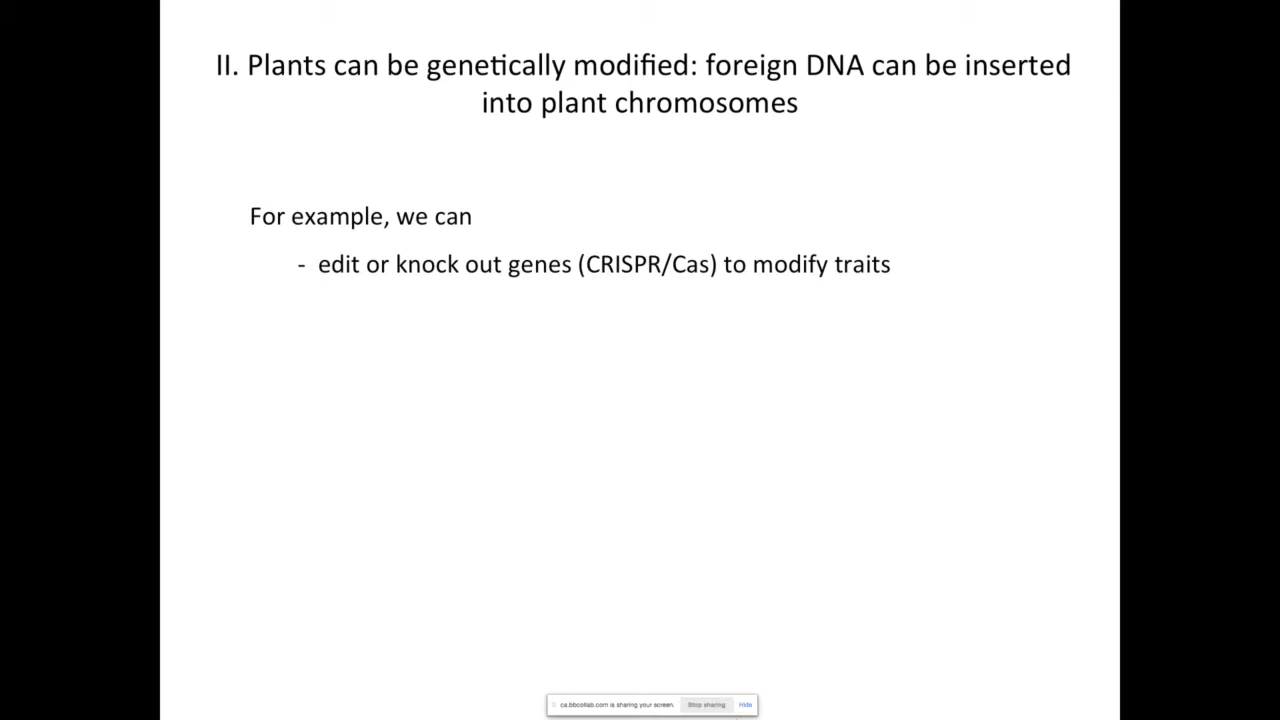 II. Plants can be genetically modified: foreign DNA can be inserted
into plant chromosomes
For example, we can
- edit or knock out genes (CRISPR/Cas) to modify traits
ca.bbcollab.com is sharing your screen. Stop sharing Hide